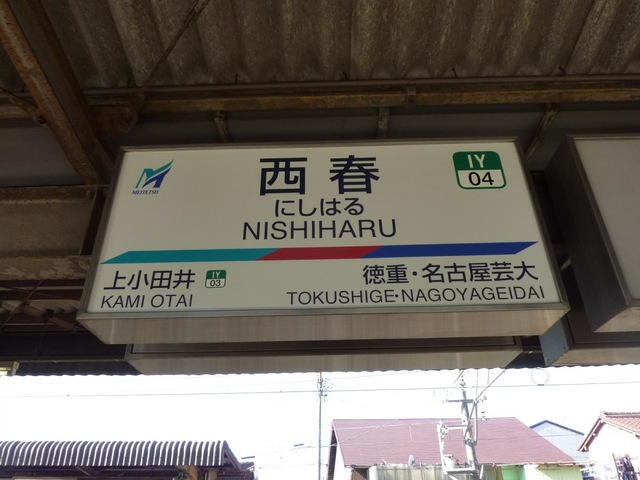 MEITETSU
西春
IY
04
にしはる
NISHIHARU
上小田井
IY
03
KAMI OTAI
徳重・名古屋芸大
TOKUSHIGE·NAGOYAGEIDAI